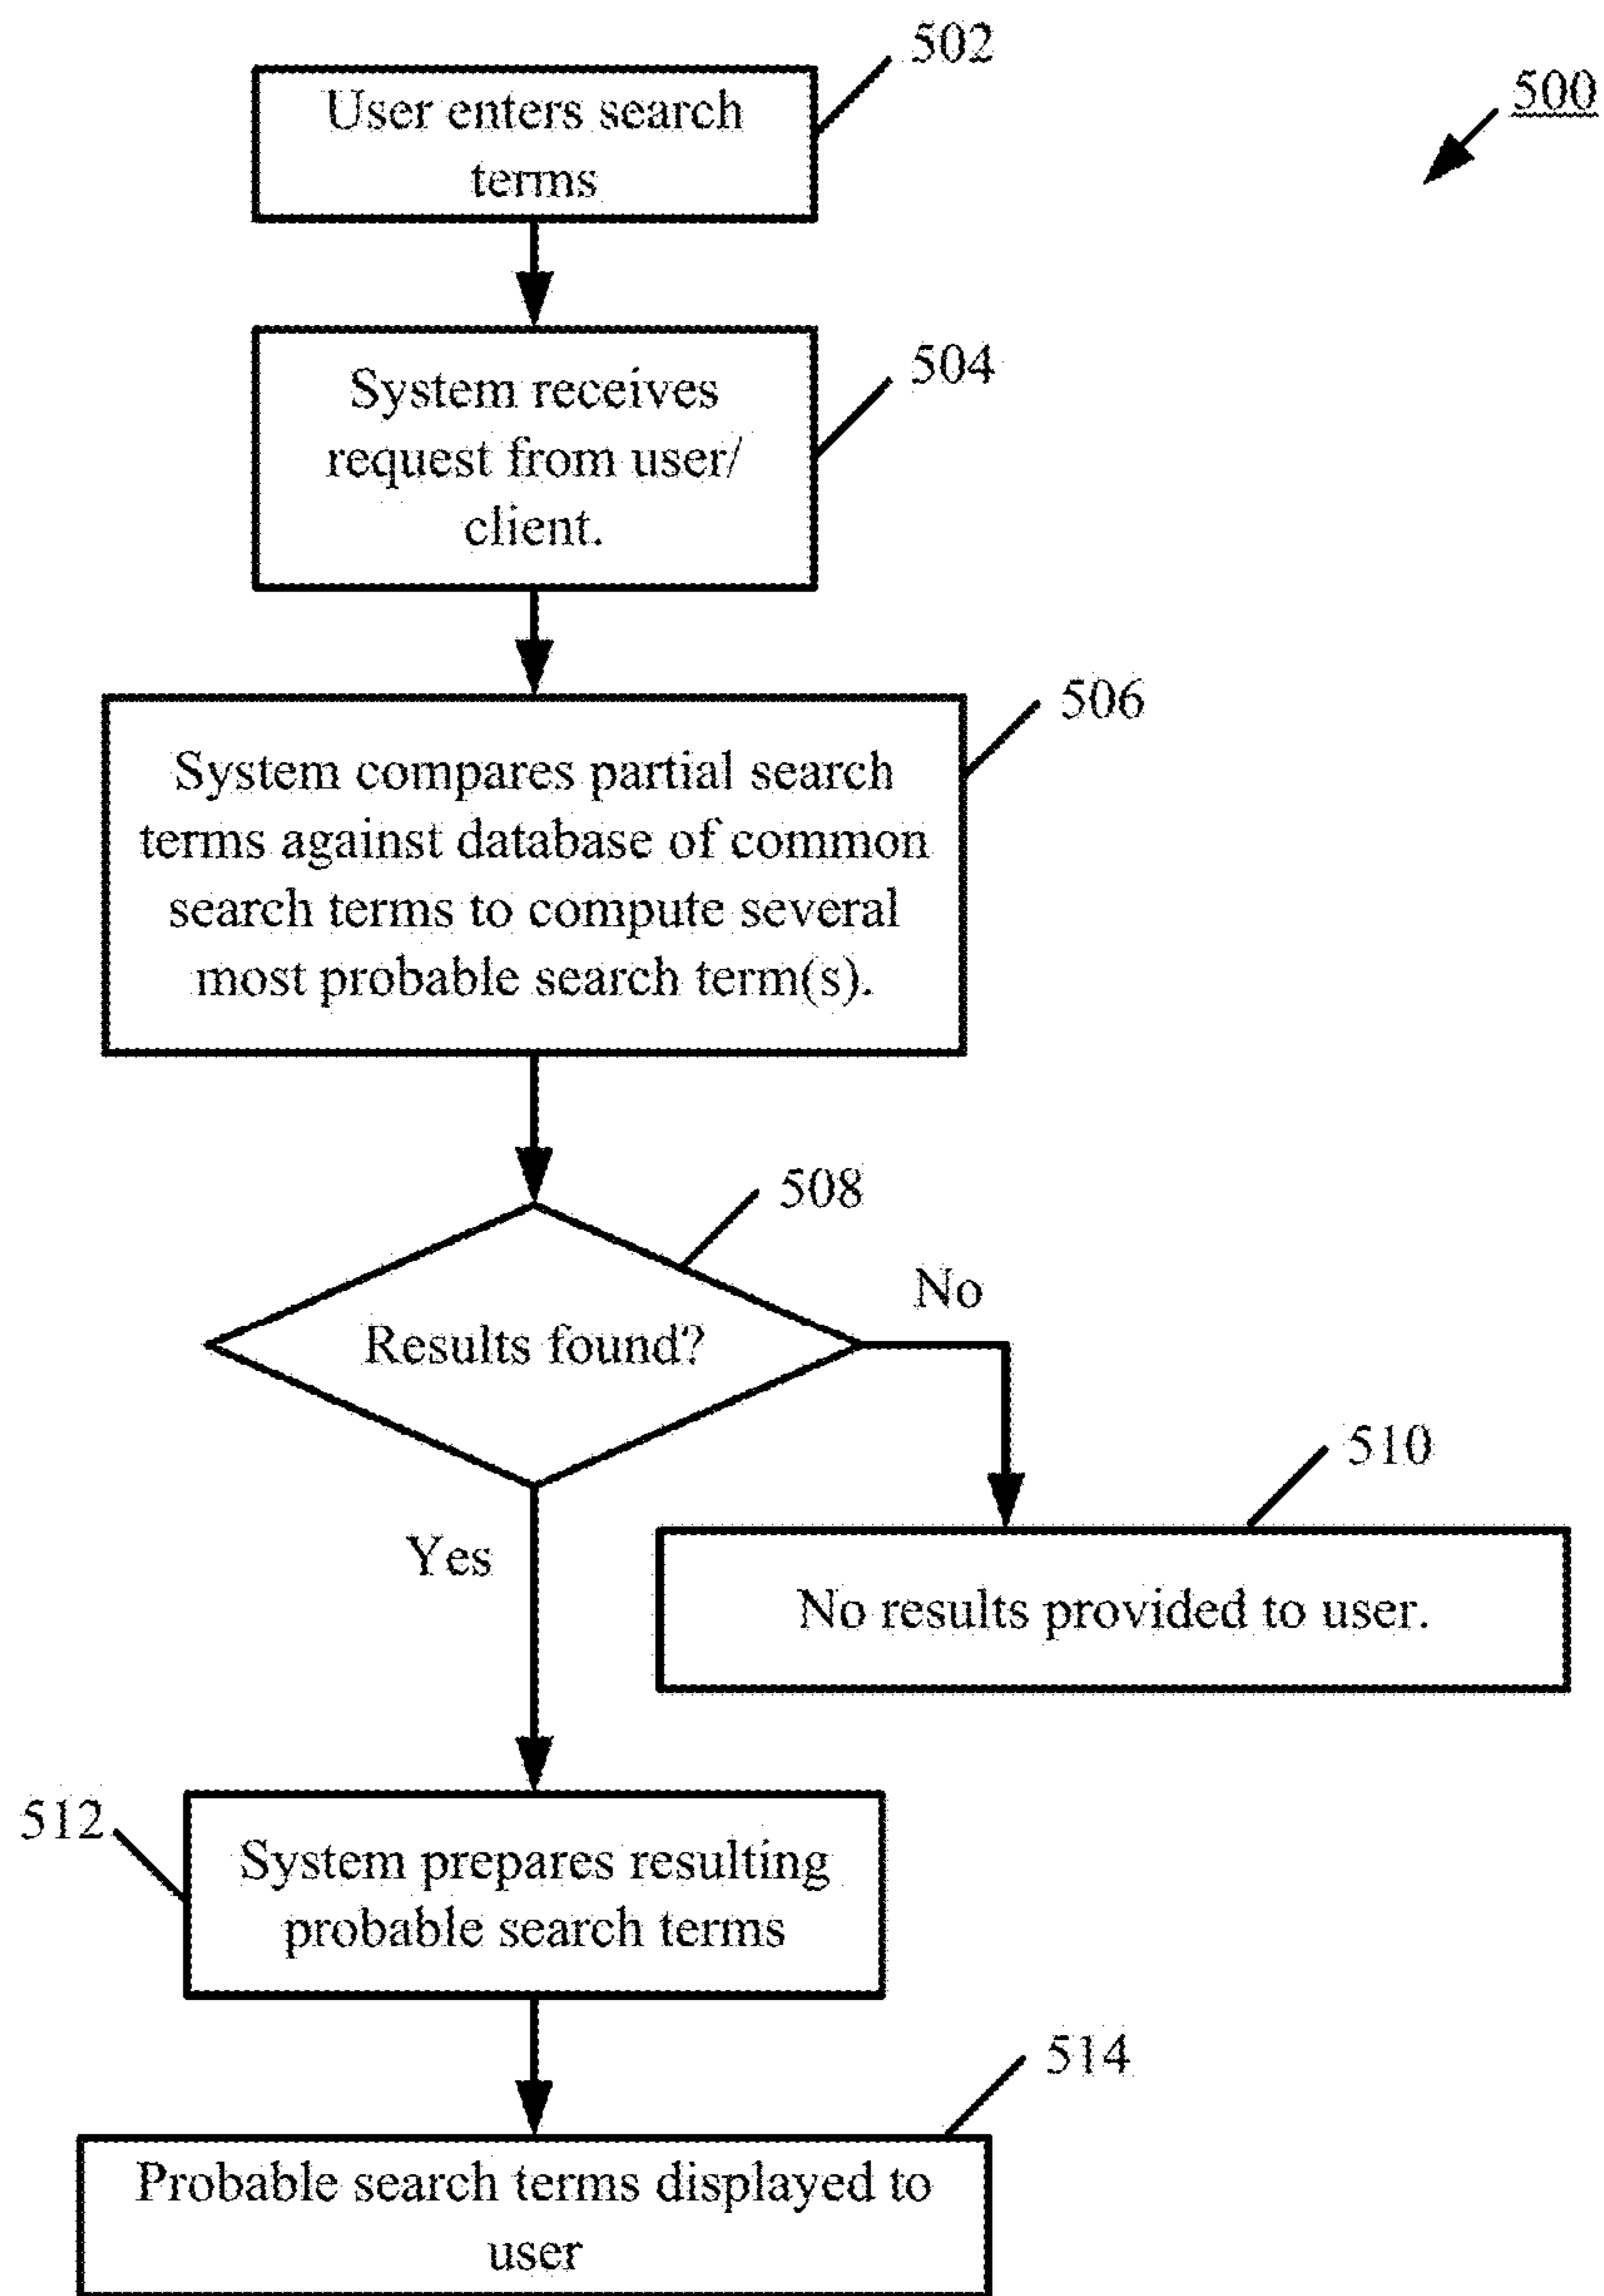 502
500
User enters search
terms
504
System receives
request from user/
client.
506
System compares partial search
terms against database of common
search terms to compute several
most probable search term(s).
508
No
Results found?
510
Yes
No results provided to user.
512
System prepares resulting
probable search terms
514
Probable search terms displayed to
user